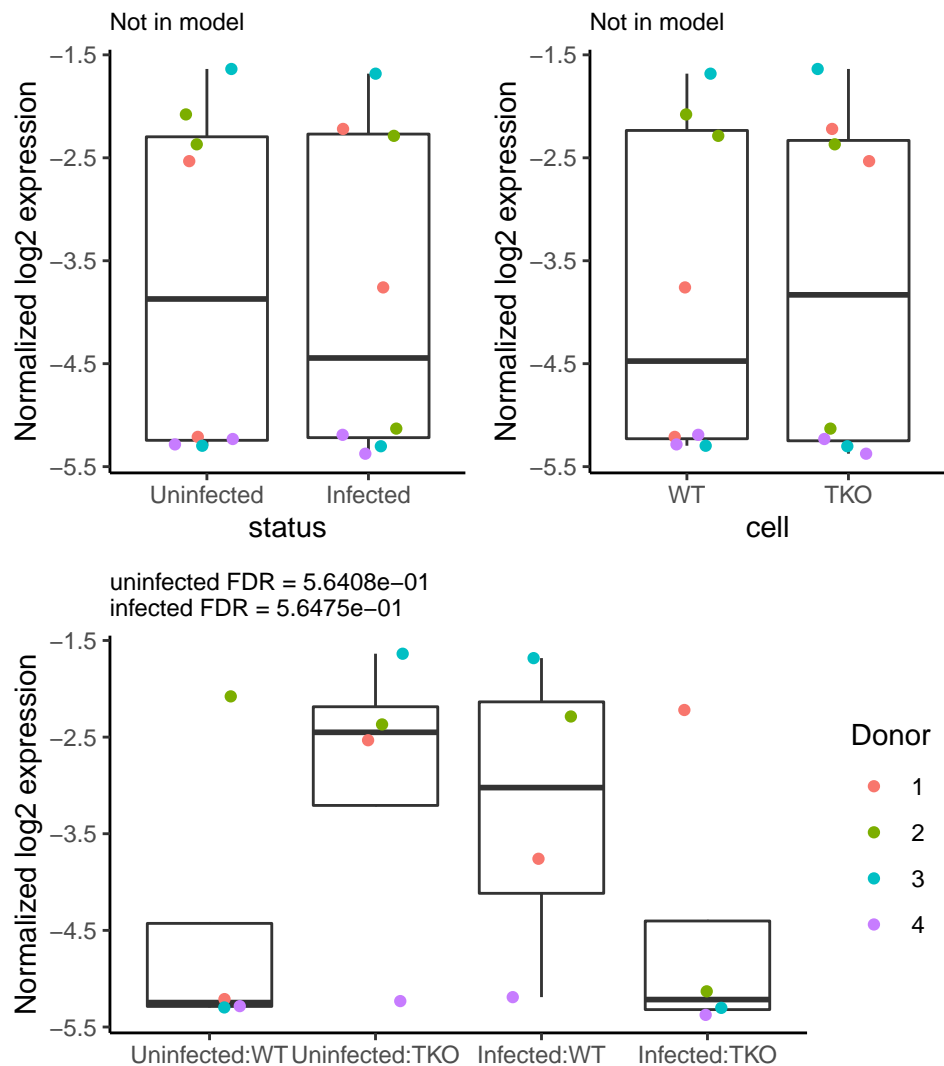 Not in model
Normalized log2 expression
−1.5
−2.5
−3.5
−4.5
−5.5
Uninfected Infected
status
Not in model
Normalized log2 expression
−1.5
−2.5
−3.5
−4.5
−5.5
WT TKO
cell
uninfected FDR = 5.6408e−01
infected FDR = 5.6475e−01
Normalized log2 expression
−1.5
−2.5
−3.5
−4.5
−5.5
Uninfected:WT Uninfected:TKO Infected:WT Infected:TKO
Donor
1
2
3
4